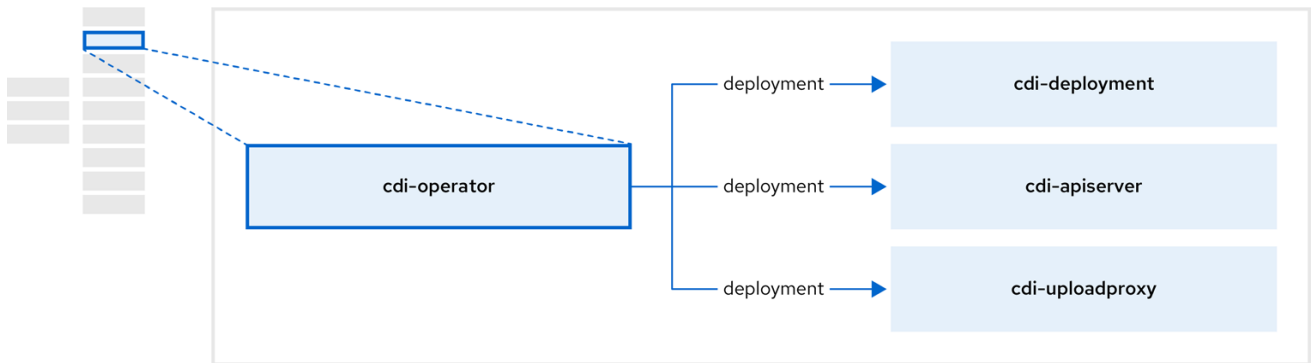 deployment
cdi-deployment
cdi-operator
deployment
cdi-apiserver
deployment
cdi-uploadproxy